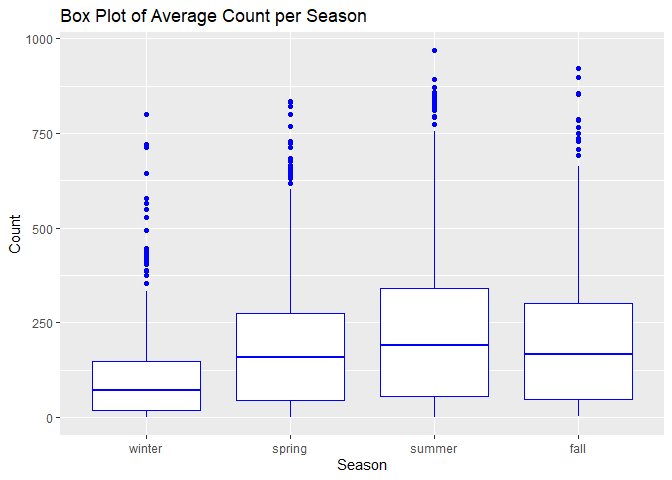 Box Plot of Average Count per Season
1000
750
500
250
0
Count
winter spring summer fall
Season